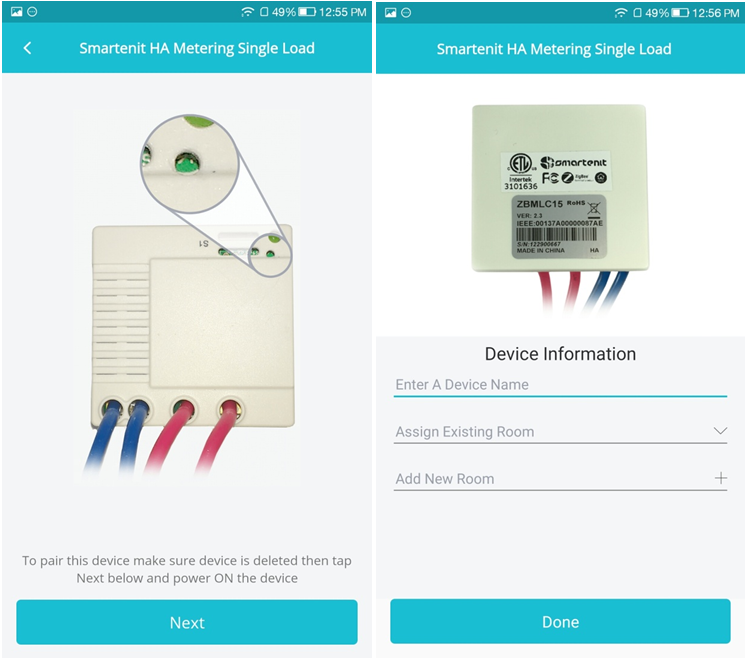 49% 12:55 PM
Smartenit HA Metering Single Load
S1
To pair this device make sure device is deleted then tap
Next below and power ON the device
Next
49% 12:56 PM
Smartenit HA Metering Single Load
ETL
Intertek
3101636
smartenit
FC
ZigBee
ZBMLC15 RoHS
VER: 2.3
IEEE:00137A00000087AE
S/N:122900687
MADE IN CHINA HA
Device Information
Enter A Device Name
Assign Existing Room
Add New Room
Done